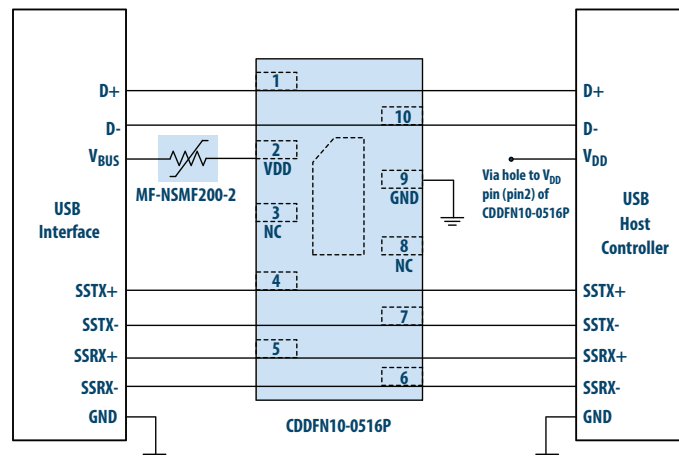 D+
D-
VBUS
MF-NSMF200-2
USB
Interface
SSTX+
SSTX-
SSRX+
SSRX-
GND
1
10
2
VDD
9
GND
3
NC
8
NC
4
7
5
6
CDDFN10-0516P
D+
D-
VDD
Via hole to VDD
pin (pin2) of
CDDFN10-0516P
USB
Host
Controller
SSTX+
SSTX-
SSRX+
SSRX-
GND